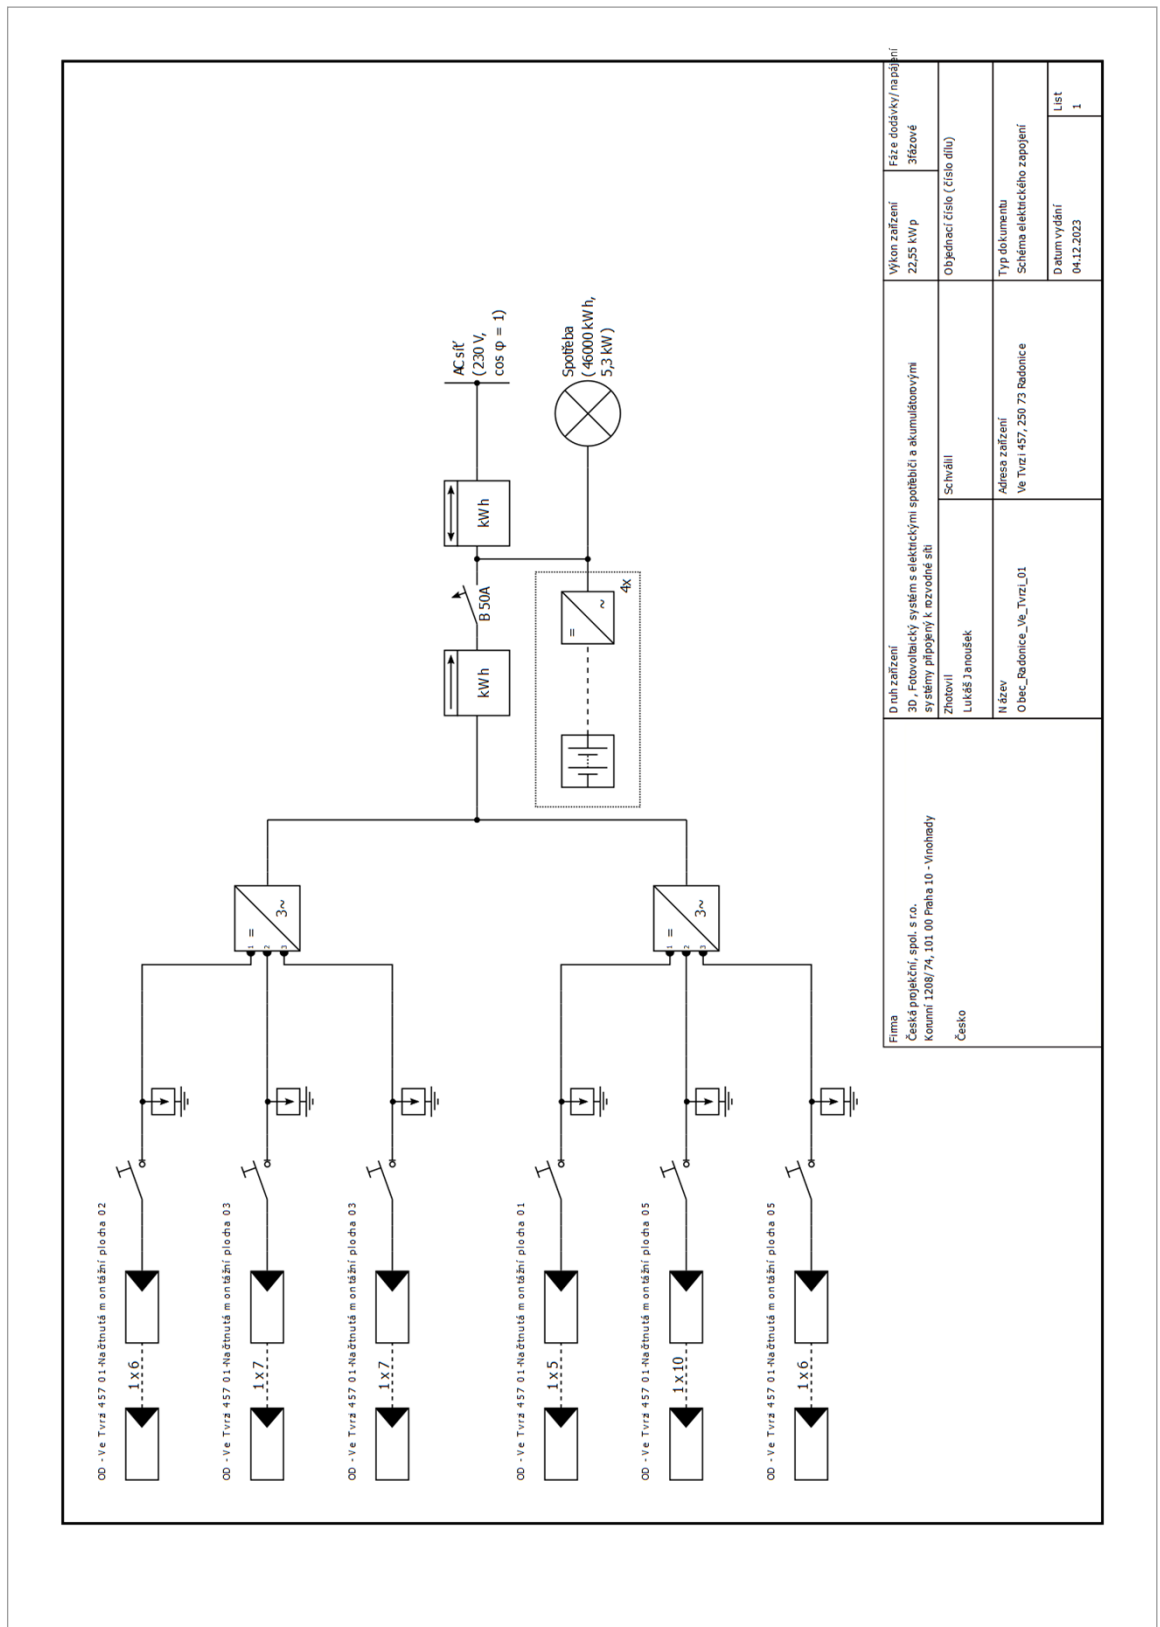 OD - Ve Tvrzi 457 01-Načtnutá montážní plocha 02
1 x 6
OD - Ve Tvrzi 457 01-Načtnutá montážní plocha 03
1 x 7
OD - Ve Tvrzi 457 01-Načtnutá montážní plocha 03
1 x 7
OD - Ve Tvrzi 457 01-Načtnutá montážní plocha 01
1 x 5
OD - Ve Tvrzi 457 01-Načtnutá montážní plocha 05
1 x 10
OD - Ve Tvrzi 457 01-Načtnutá montážní plocha 05
1 x 6
1
2
3
=
3~
1
2
3
=
3~
kWh
B 50A
kWh
AC síť
(230 V,
cos φ = 1)
=
~
4x
Spotřeba
(46000 kWh,
5,3 kW)
Firma
Česká projekční, spol. s r.o.
Korunní 1208/74, 101 00 Praha 10 - Vinohrady
Česko
Druh zařízení
3D, Fotovoltaický systém s elektrickými spotřebiči a akumulátorovými
systémy připojený k rozvodné síti
Výkon zařízení
22,55 kWp
Fáze dodávky/napájení
3fázové
Zhotovil
Lukáš Janoušek
Schválil
Objednací číslo (číslo dílu)
Název
Obec_Radonice_Ve_Tvrzi_01
Adresa zařízení
Ve Tvrzi 457, 250 73 Radonice
Typ dokumentu
Schéma elektrického zapojení
Datum vydání
04.12.2023
List
1